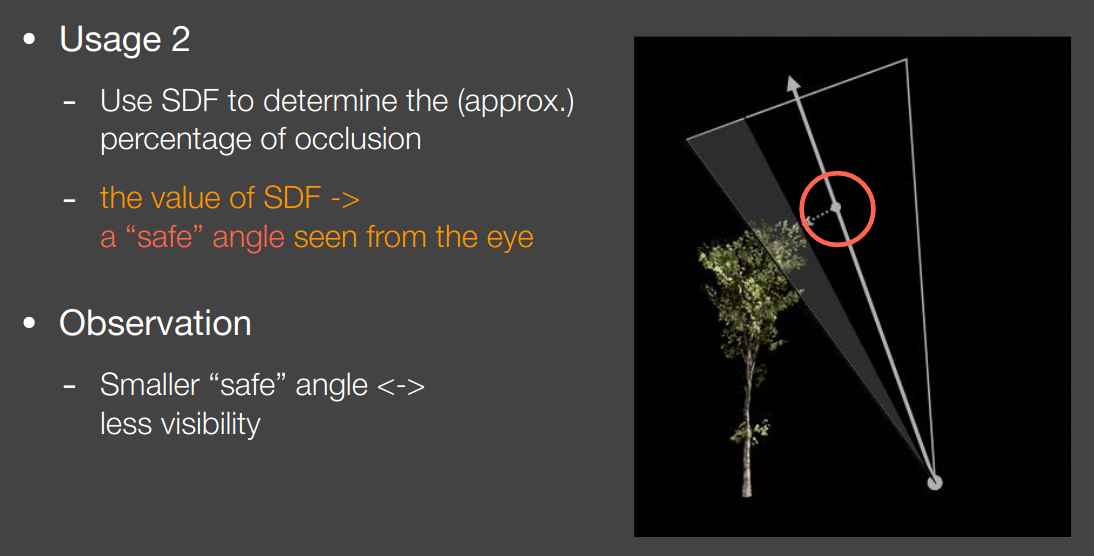 • Usage 2
- Use SDF to determine the (approx.)
percentage of occlusion
- the value of SDF ->
a “safe” angle seen from the eye
• Observation
- Smaller “safe” angle <->
less visibility